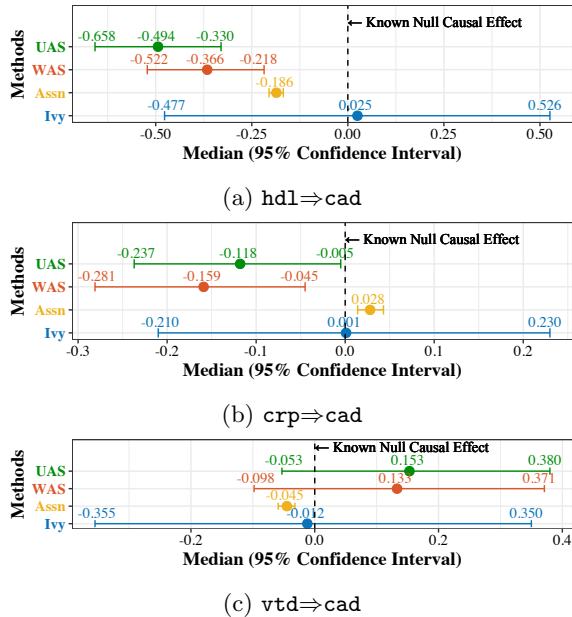 ← Known Null Causal Effect
-0.658 -0.494 -0.330
UAS
-0.522 -0.366 -0.218
WAS
-0.186
Assn
-0.477 0.025 0.526
Ivy
Methods
-0.50 -0.25 0.00 0.25 0.50
Median (95% Confidence Interval)
(a) hdl⇒cad
← Known Null Causal Effect
-0.237 -0.118 -0.005
UAS
-0.281 -0.159 -0.045
WAS
0.028
Assn
-0.210 0.001 0.230
Ivy
Methods
-0.3 -0.2 -0.1 0.0 0.1 0.2
Median (95% Confidence Interval)
(b) crp⇒cad
← Known Null Causal Effect
-0.053 0.153 0.380
UAS
-0.098 0.133 0.371
WAS
-0.045
Assn
-0.355 -0.012 0.350
Ivy
Methods
-0.2 0.0 0.2 0.4
Median (95% Confidence Interval)
(c) vtd⇒cad